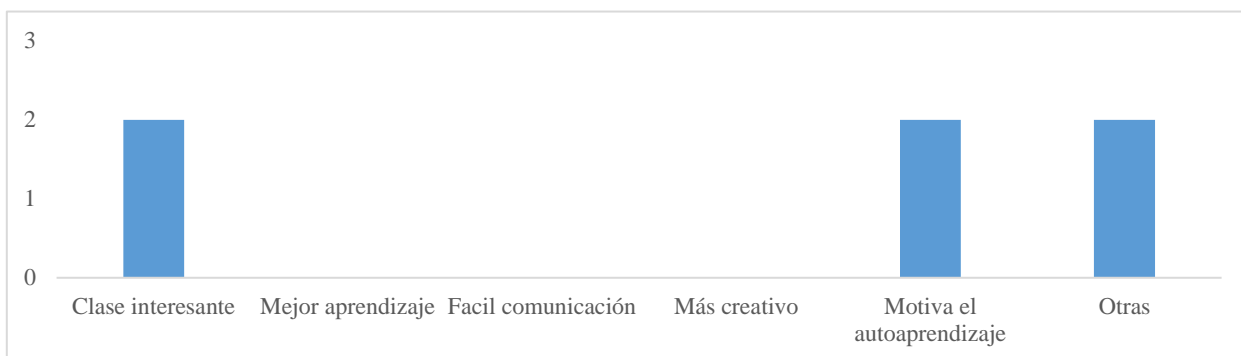 3
2
1
0
Clase interesante
Mejor aprendizaje
Facil comunicación
Más creativo
Motiva el
autoaprendizaje
Otras